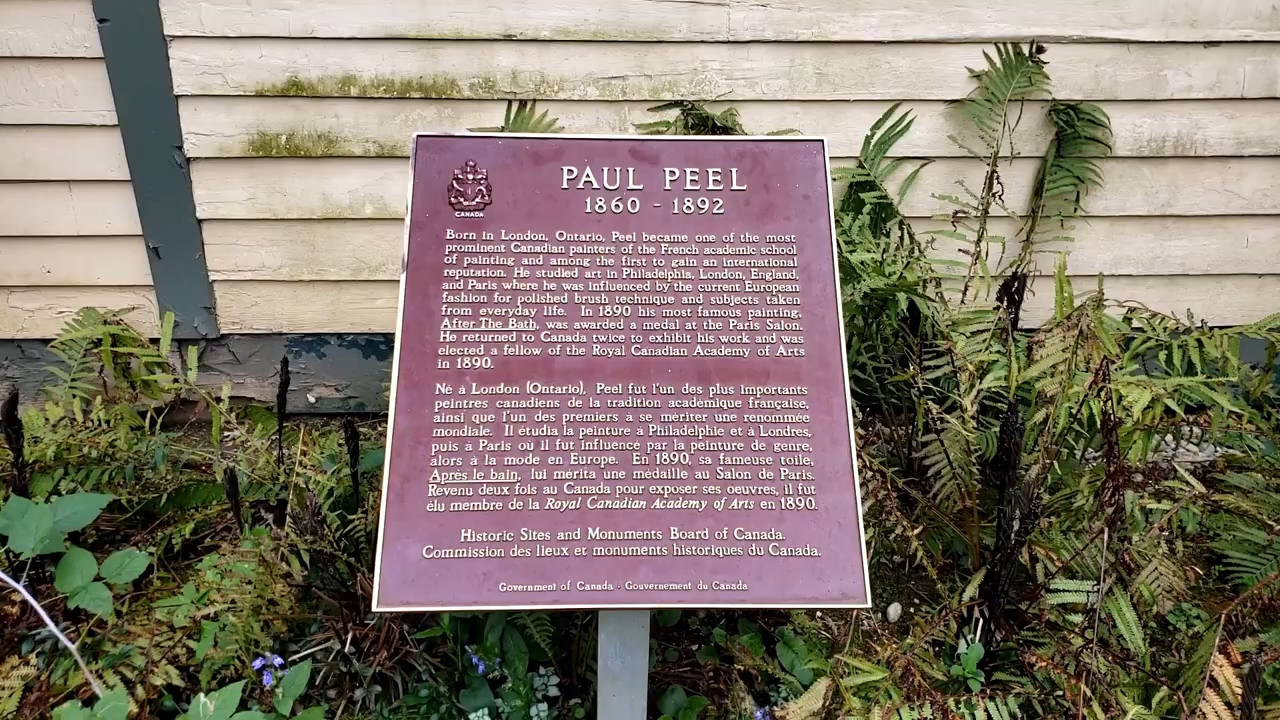 CANADA
PAUL PEEL
1860 - 1892
Born in London, Ontario, Peel became one of the most
prominent Canadian painters of the French academic school
of painting and among the first to gain an international
reputation. He studied art in Philadelphia, London, England,
and Paris where he was influenced by the current European
fashion for polished brush technique and subjects taken
from everyday life. In 1890 his most famous painting,
After The Bath, was awarded a medal at the Paris Salon.
He returned to Canada twice to exhibit his work and was
elected a fellow of the Royal Canadian Academy of Arts
in 1890.
Né à London (Ontario), Peel fut l'un des plus importants
peintres canadiens de la tradition académique française,
ainsi que l'un des premiers à se mériter une renommée
mondiale. Il étudia la peinture à Philadelphie et à Londres,
puis à Paris où il fut influencé par la peinture de genre,
alors à la mode en Europe. En 1890, sa fameuse toile,
Après le bain, lui mérita une médaille au Salon de Paris.
Revenu deux fois au Canada pour exposer ses oeuvres, il fut
élu membre de la Royal Canadian Academy of Arts en 1890.
Historic Sites and Monuments Board of Canada.
Commission des lieux et monuments historiques du Canada.
Government of Canada - Gouvernement du Canada